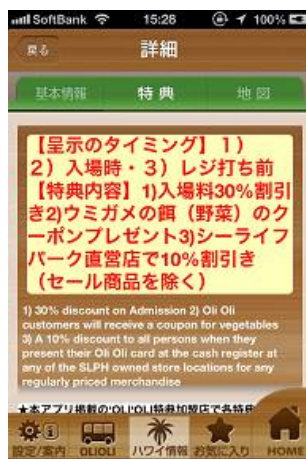 SoftBank 15:28 100%
戻る 詳細
基本情報 特典 地図
【呈示のタイミング】1)
2)入場時・3)レジ打ち前
【特典内容】1)入場料30%割引
き2)ウミガメの餌(野菜)のク
ーポンプレゼント3)シーライフ
パーク直営店で10%割引き
(セール商品を除く)
1) 30% discount on Admission 2) Oli Oli
customers will receive a coupon for vegetables
3) A 10% discount to all persons when they
present their Oli Oli card at the cash register at
any of the SLPH owned store locations for any
regularly priced merchandise
★本アプリ掲載の'OLI'OLI特典加盟店で各特典
設定/案内 OLIOLI ハワイ情報 お気に入り HOME